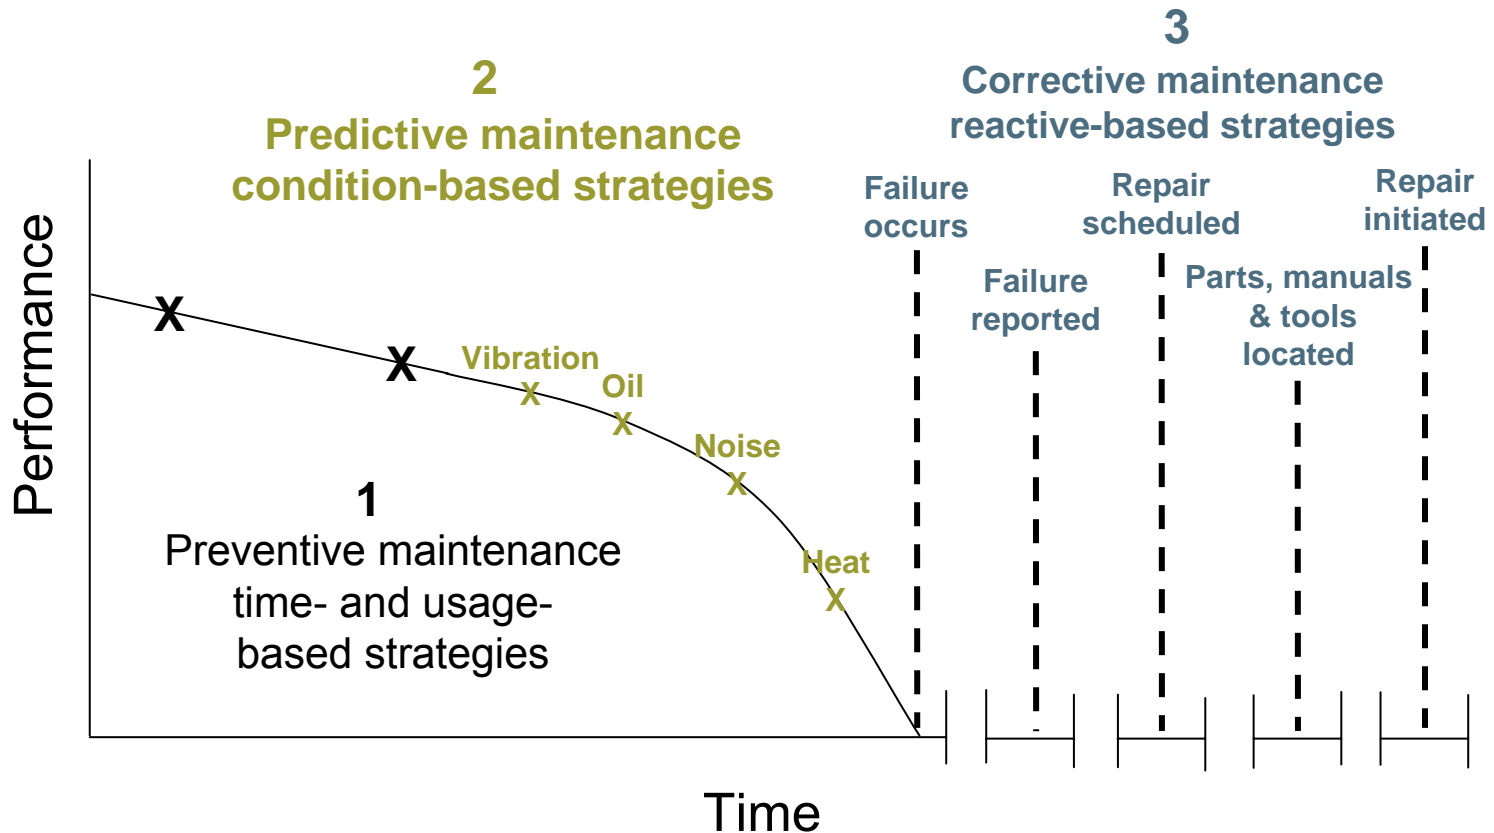 2
Predictive maintenance
condition-based strategies
3
Corrective maintenance
reactive-based strategies
Failure
occurs
Failure
reported
Repair
scheduled
Parts, manuals
& tools
located
Repair
initiated
Performance
X
X
Vibration
X
Oil
X
Noise
X
Heat
X
1
Preventive maintenance
time- and usage-
based strategies
Time